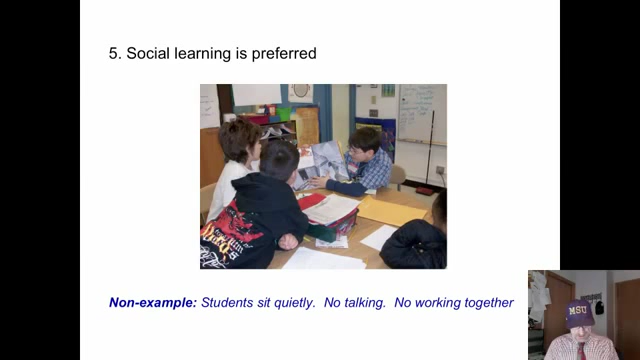 5. Social learning is preferred
Non-example: Students sit quietly. No talking. No working together
MSU